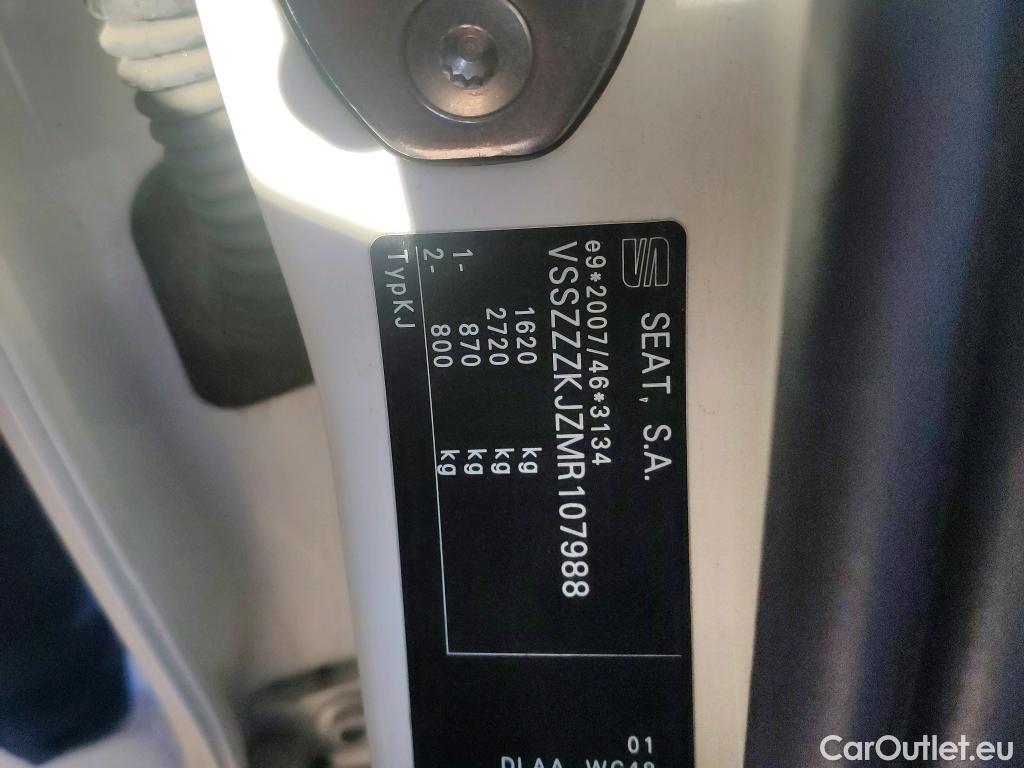 SEAT, S.A.
e9*2007/46*3134
VSSZZZKJZMR107988
1620 kg
2720 kg
1- 870 kg
2- 800 kg
TypKJ
01
CarOutlet.eu